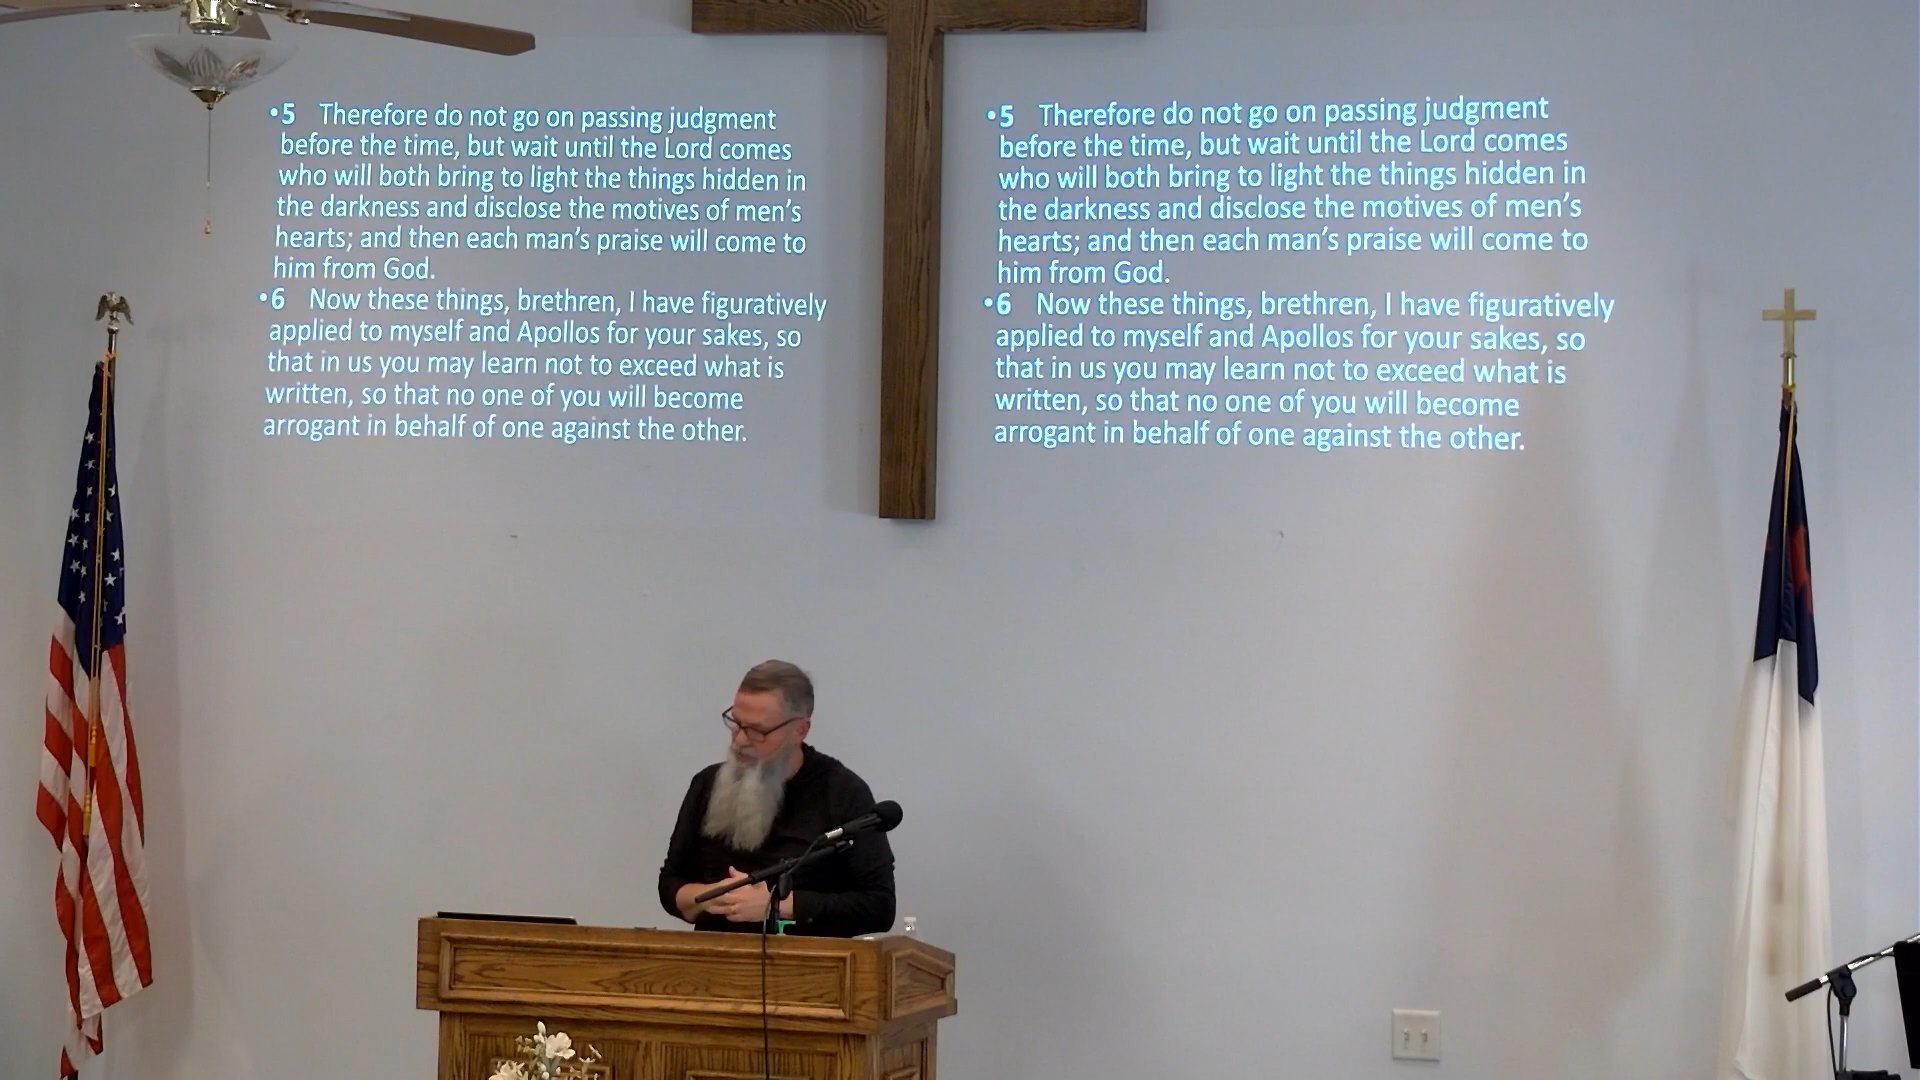 •5 Therefore do not go on passing judgment
before the time, but wait until the Lord comes
who will both bring to light the things hidden in
the darkness and disclose the motives of men’s
hearts; and then each man’s praise will come to
him from God.
•6 Now these things, brethren, I have figuratively
applied to myself and Apollos for your sakes, so
that in us you may learn not to exceed what is
written, so that no one of you will become
arrogant in behalf of one against the other.
•5 Therefore do not go on passing judgment
before the time, but wait until the Lord comes
who will both bring to light the things hidden in
the darkness and disclose the motives of men’s
hearts; and then each man’s praise will come to
him from God.
•6 Now these things, brethren, I have figuratively
applied to myself and Apollos for your sakes, so
that in us you may learn not to exceed what is
written, so that no one of you will become
arrogant in behalf of one against the other.